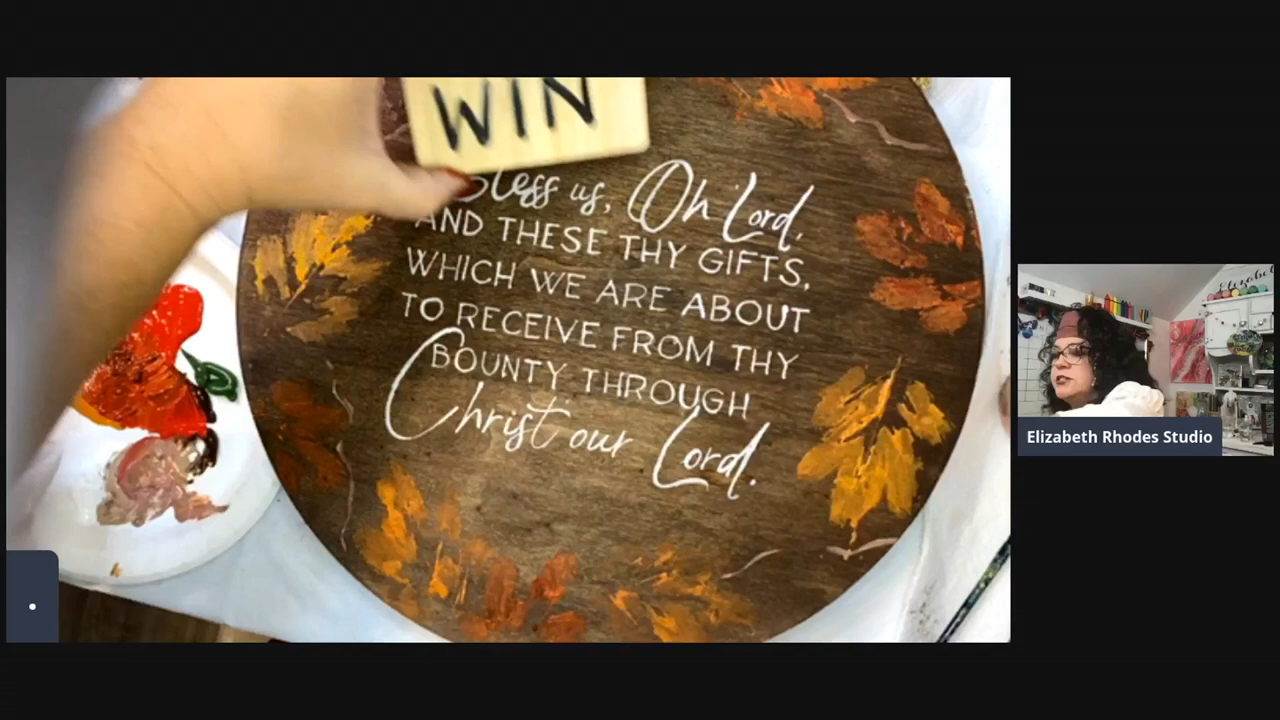 WIN
Bless us, Oh Lord,
AND THESE THY GIFTS,
WHICH WE ARE ABOUT
TO RECEIVE FROM THY
BOUNTY THROUGH
Christ our Lord.
Elizabeth Rhodes Studio
Elizabe